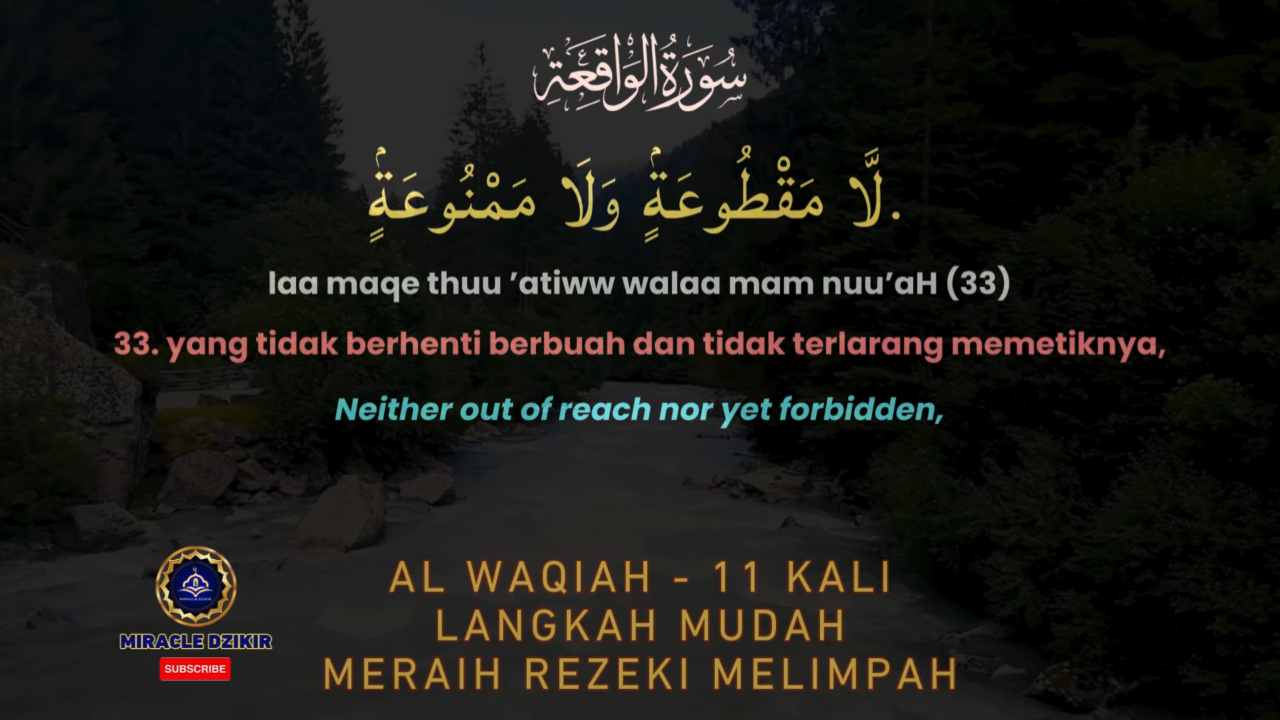 سُورَةُ الوَاقِعَةِ
لَّا مَقْطُوعَةٍۢ وَلَا مَمْنُوعَةٍۢ.
laa maqe thuu ’atiww walaa mam nuu’aH (33)
33. yang tidak berhenti berbuah dan tidak terlarang memetiknya,
Neither out of reach nor yet forbidden,
AL WAQIAH - 11 KALI
LANGKAH MUDAH
MERAIH REZEKI MELIMPAH
MIRACLE DZIKIR
MIRACLE DZIKIR
SUBSCRIBE